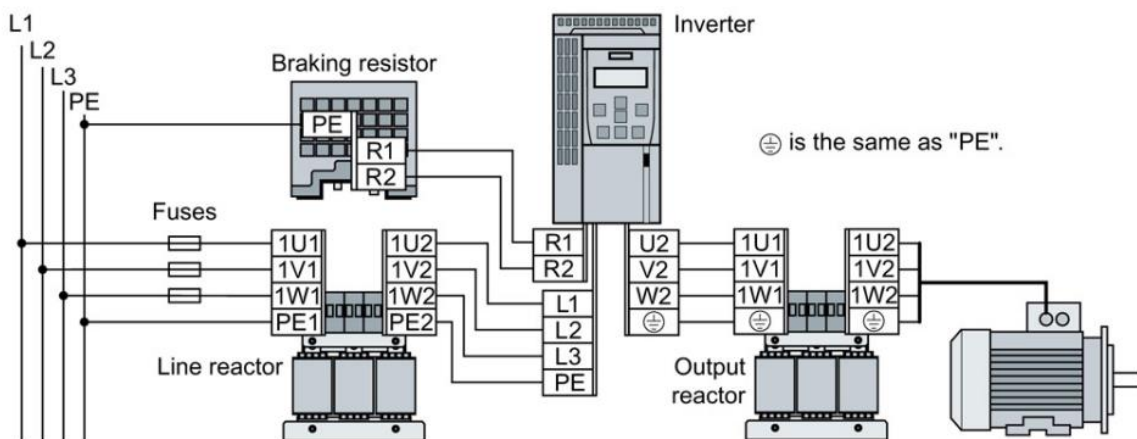 L1
L2
L3
PE
Braking resistor
PE
R1
R2
Inverter
⏚ is the same as "PE".
Fuses
1U1
1V1
1W1
PE1
1U2
1V2
1W2
PE2
Line reactor
R1
R2
L1
L2
L3
PE
U2
V2
W2
⏚
1U1
1V1
1W1
⏚
1U2
1V2
1W2
⏚
Output
reactor